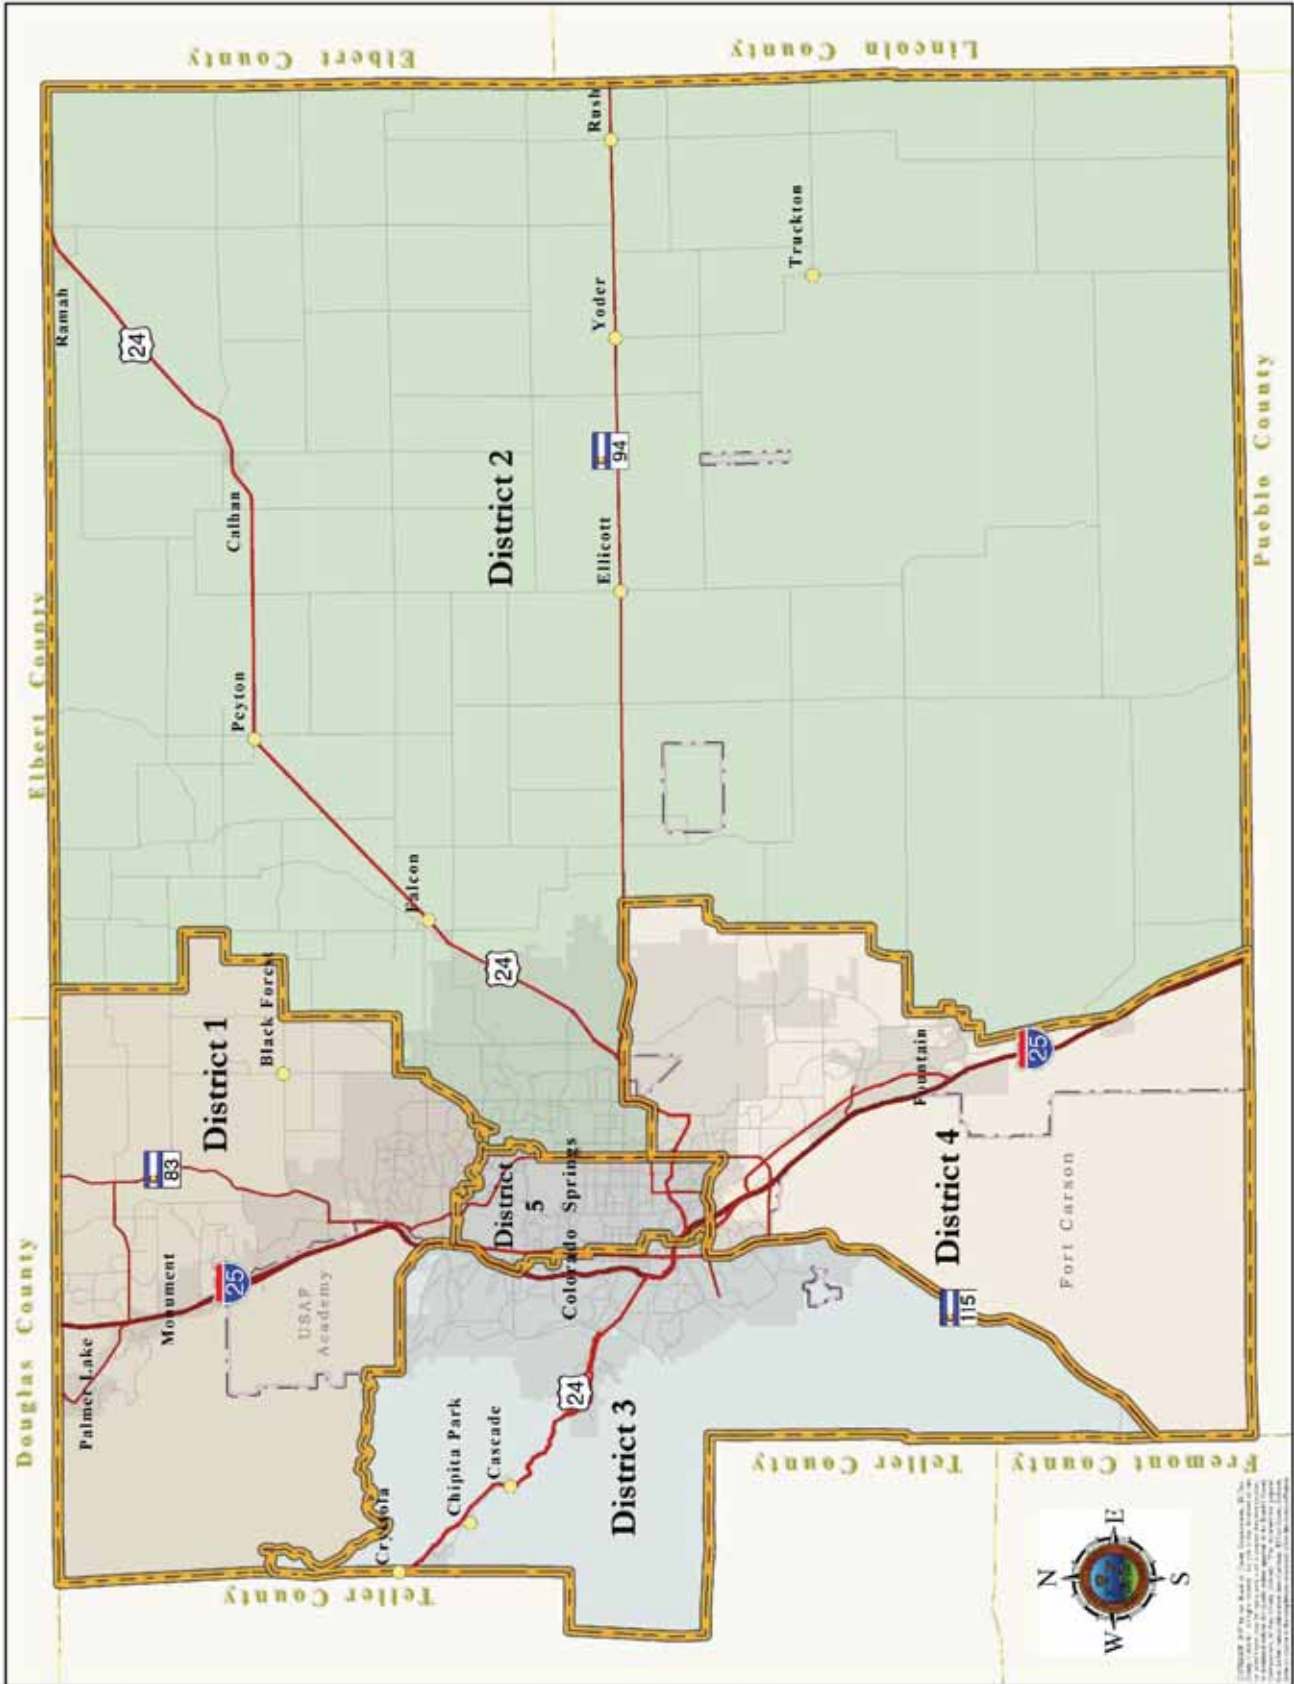 Douglas County
Elbert County
Palmer Lake
Monument
83
District 1
Ramah
24
25
USAF
Academy
Black Forest
Peyton
Calhan
Elbert County
Teller County
Crystola
Chipita Park
Cascade
Falcon
24
District 2
District
5
Colorado Springs
24
District 3
Ellicott
94
Yoder
Rush
Lincoln County
Truckton
Teller County
Fountain
District 4
115
25
Fort Carson
Fremont County
Pueblo County
N
W
E
S